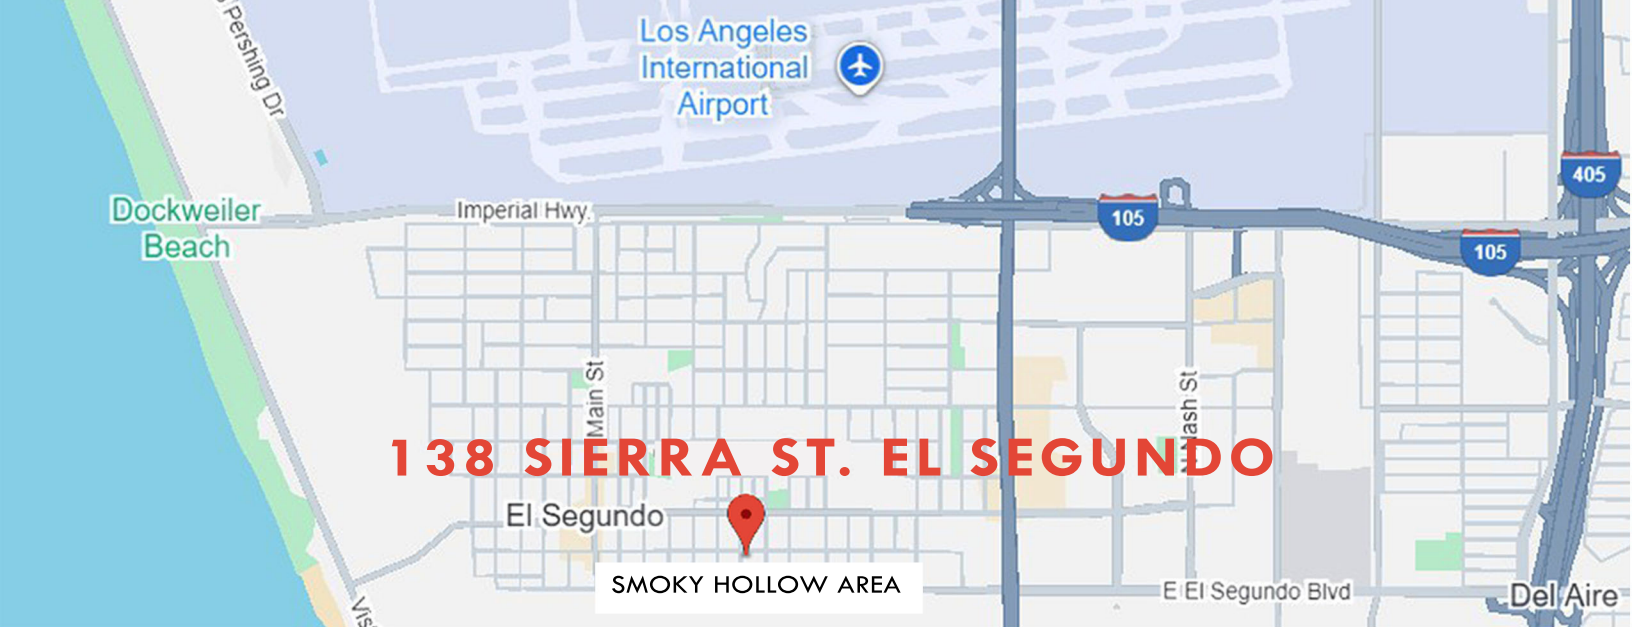 Pershing Dr
Los Angeles
International
Airport
405
Dockweiler
Beach
Imperial Hwy.
105
105
Main St
N Nash St
138 SIERRA ST. EL SEGUNDO
El Segundo
SMOKY HOLLOW AREA
E El Segundo Blvd
Del Aire